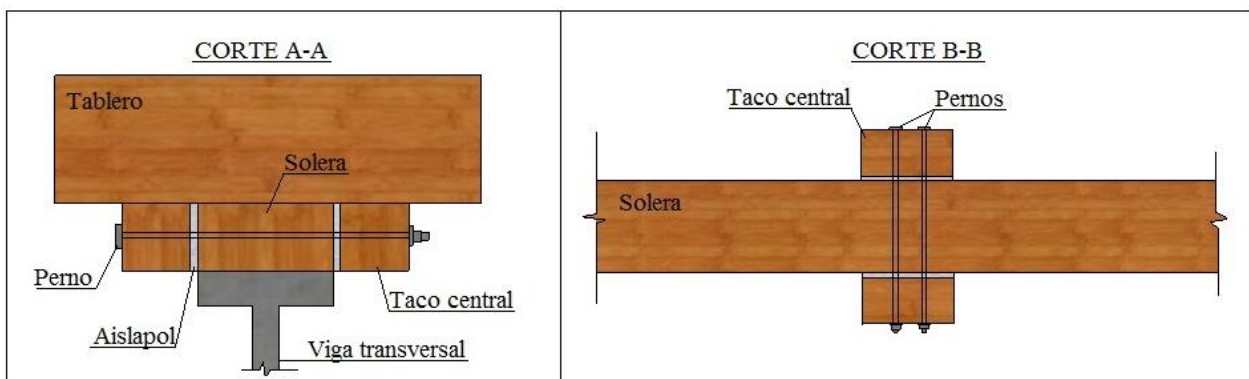 CORTE A-A
Tablero
Solera
Perno
Aislapol
Taco central
Viga transversal
CORTE B-B
Taco central
Pernos
Solera